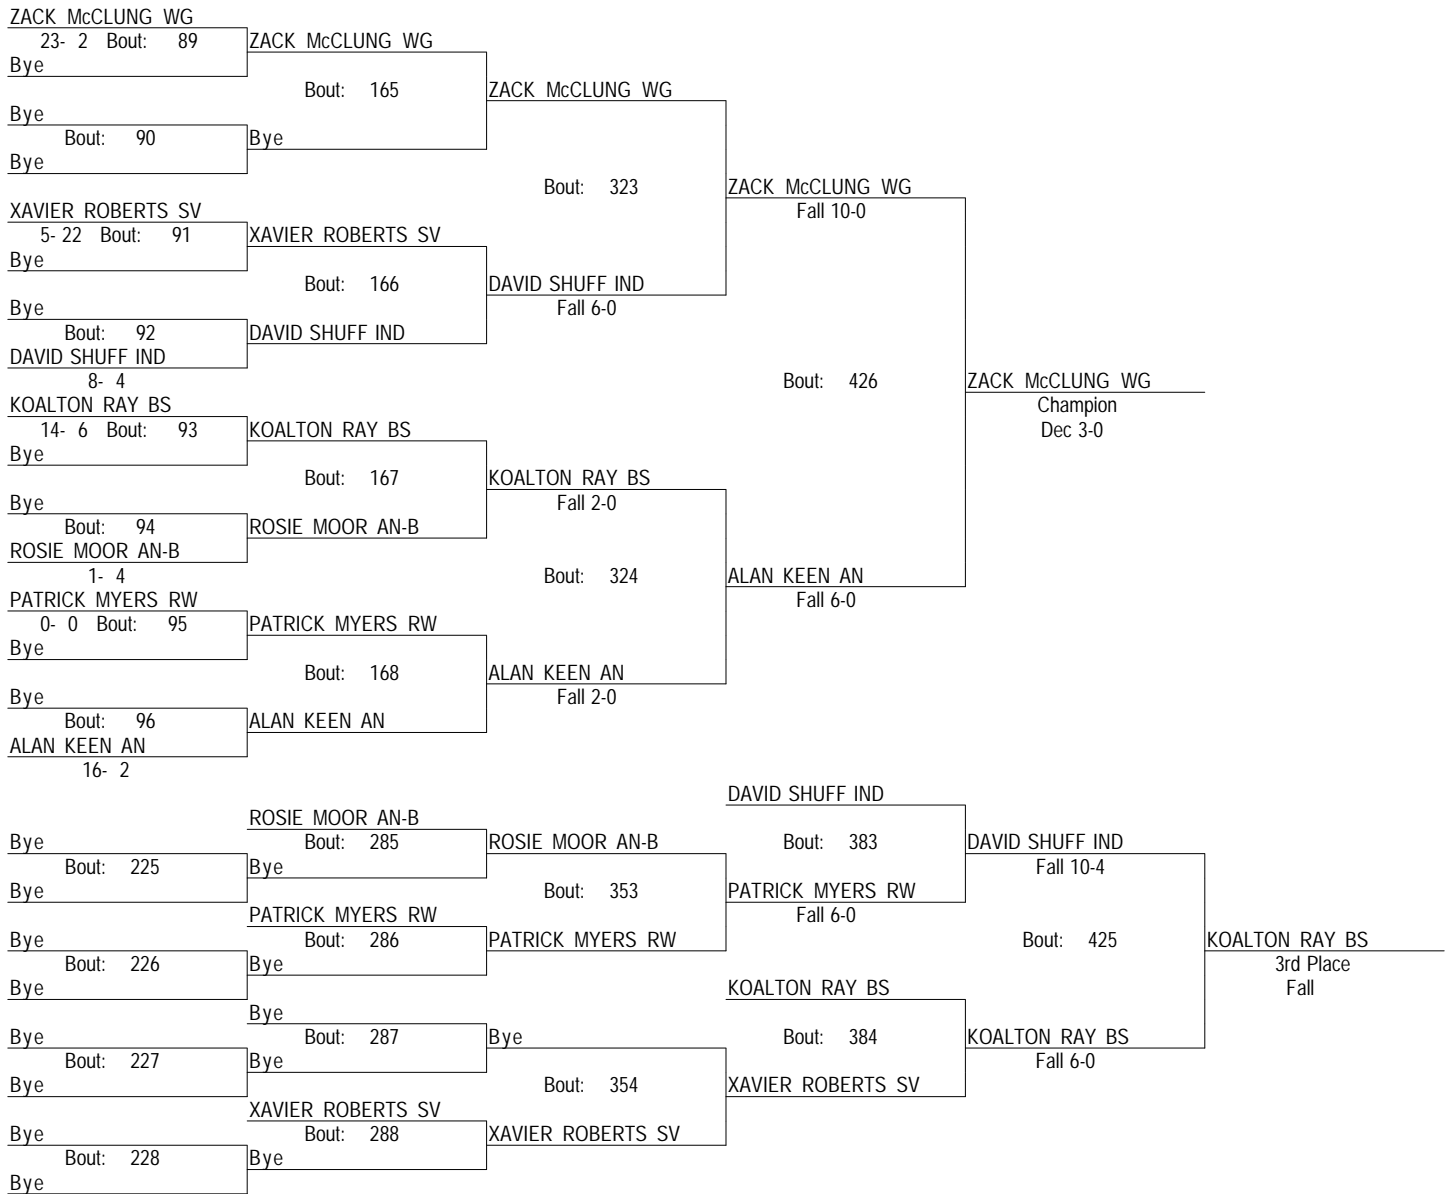 ZACK McCLUNG WG
23- 2 Bout: 89 ZACK McCLUNG WG
Bye
Bout: 165 ZACK McCLUNG WG
Bye
Bout: 90 Bye
Bye
Bout: 323 ZACK McCLUNG WG
XAVIER ROBERTS SV Fall 10-0
5- 22 Bout: 91 XAVIER ROBERTS SV
Bye
Bout: 166 DAVID SHUFF IND
Bye Fall 6-0
Bout: 92 DAVID SHUFF IND
DAVID SHUFF IND
8- 4 Bout: 426 ZACK McCLUNG WG
KOALTON RAY BS Champion
14- 6 Bout: 93 KOALTON RAY BS Dec 3-0
Bye
Bout: 167 KOALTON RAY BS
Bye Fall 2-0
Bout: 94 ROSIE MOOR AN-B
ROSIE MOOR AN-B
1- 4 Bout: 324 ALAN KEEN AN
PATRICK MYERS RW Fall 6-0
0- 0 Bout: 95 PATRICK MYERS RW
Bye
Bout: 168 ALAN KEEN AN
Bye Fall 2-0
Bout: 96 ALAN KEEN AN
ALAN KEEN AN
16- 2
DAVID SHUFF IND
ROSIE MOOR AN-B
Bye Bout: 285 ROSIE MOOR AN-B Bout: 383 DAVID SHUFF IND
Bout: 225 Bye Fall 10-4
Bye Bout: 353 PATRICK MYERS RW
PATRICK MYERS RW Fall 6-0
Bye Bout: 286 PATRICK MYERS RW Bout: 425 KOALTON RAY BS
Bout: 226 Bye 3rd Place
Bye KOALTON RAY BS Fall
Bye
Bye Bout: 287 Bye Bout: 384 KOALTON RAY BS
Bout: 227 Bye Fall 6-0
Bye Bout: 354 XAVIER ROBERTS SV
XAVIER ROBERTS SV
Bye Bout: 288 XAVIER ROBERTS SV
Bout: 228 Bye
Bye